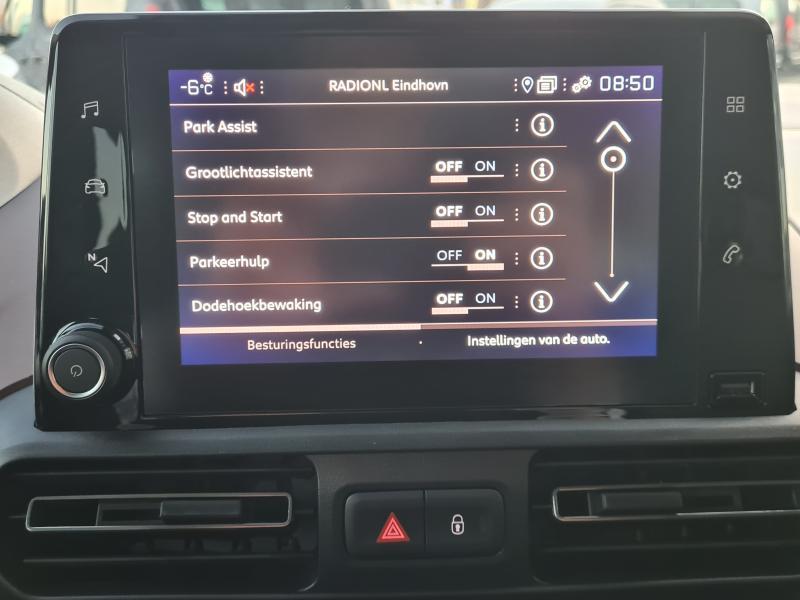 -6°C RADIONL Eindhovn 08:50
Park Assist
Grootlichtassistent OFF ON
Stop and Start OFF ON
N Parkeerhulp OFF ON
Dodehoekbewaking OFF ON
Besturingsfuncties Instellingen van de auto.